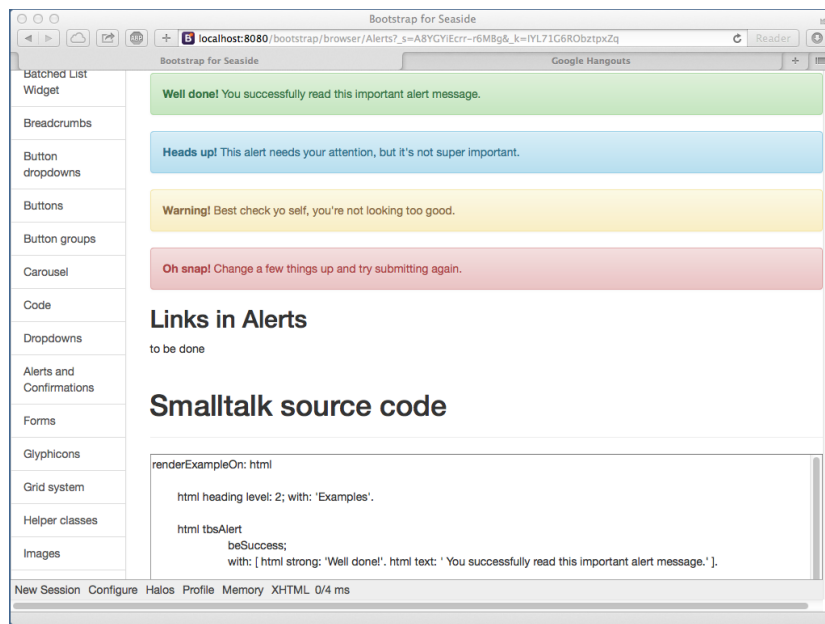 Bootstrap for Seaside
localhost:8080/bootstrap/browser/Alerts?_s=A8YGYiEcrr-r6M8g&_k=IYL71G6RObztpxZq
Reader
Bootstrap for Seaside
Google Hangouts
Batched List
Widget
Breadcrumbs
Button
dropdowns
Buttons
Button groups
Carousel
Code
Dropdowns
Alerts and
Confirmations
Forms
Glyphicons
Grid system
Helper classes
Images
Well done! You successfully read this important alert message.
Heads up! This alert needs your attention, but it's not super important.
Warning! Best check yo self, you're not looking too good.
Oh snap! Change a few things up and try submitting again.
Links in Alerts
to be done
Smalltalk source code
renderExampleOn: html
html heading level: 2; with: 'Examples'.
html tbsAlert
beSuccess;
with: [ html strong: 'Well done!'. html text: ' You successfully read this important alert message.' ].
New Session Configure Halos Profile Memory XHTML 0/4 ms